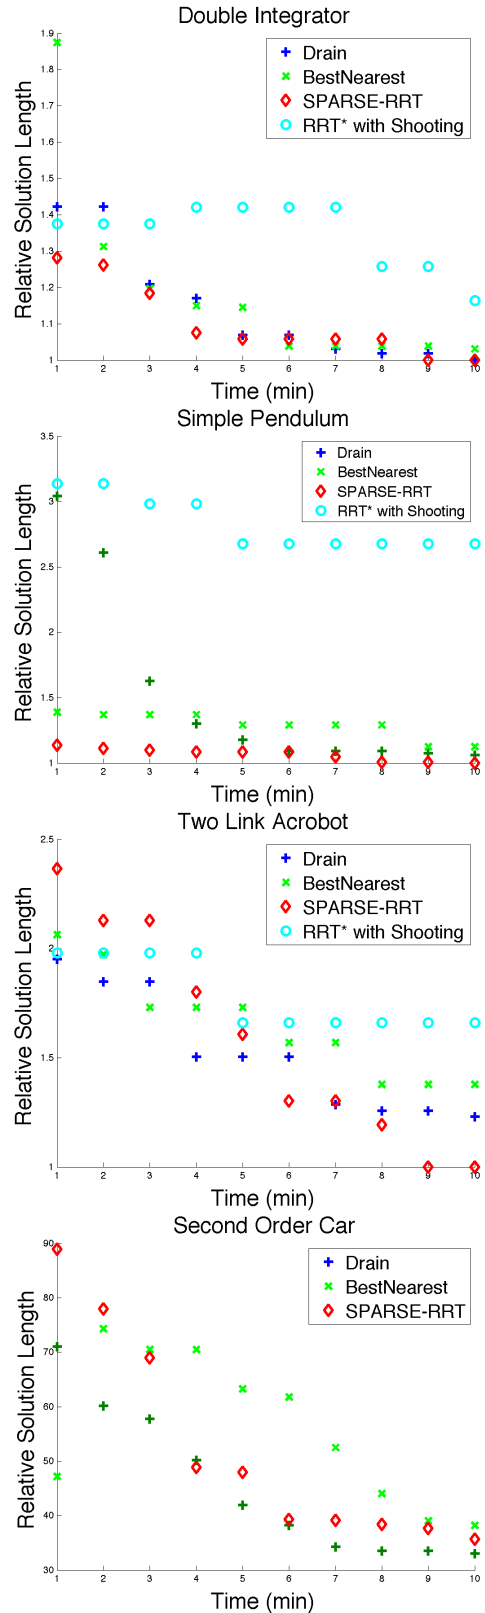 Double Integrator
Relative Solution Length
1.9
1.8
1.7
1.6
1.5
1.4
1.3
1.2
1.1
1
Drain
BestNearest
SPARSE-RRT
RRT* with Shooting
1 2 3 4 5 6 7 8 9 10
Time (min)
Simple Pendulum
Relative Solution Length
3.5
3
2.5
2
1.5
1
Drain
BestNearest
SPARSE-RRT
RRT* with Shooting
1 2 3 4 5 6 7 8 9 10
Time (min)
Two Link Acrobot
Relative Solution Length
2.5
2
1.5
1
Drain
BestNearest
SPARSE-RRT
RRT* with Shooting
1 2 3 4 5 6 7 8 9 10
Time (min)
Second Order Car
Relative Solution Length
90
80
70
60
50
40
30
Drain
BestNearest
SPARSE-RRT
1 2 3 4 5 6 7 8 9 10
Time (min)